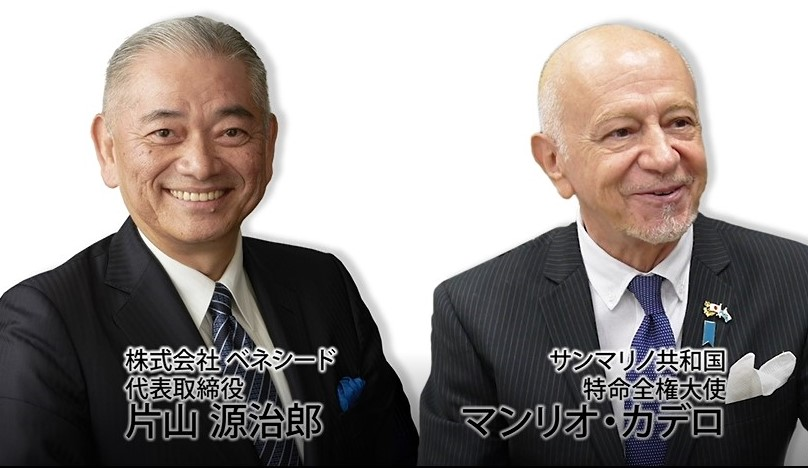 株式会社 ベネシード
代表取締役
片山 源治郎
サンマリノ共和国
特命全権大使
マンリオ・カデロ